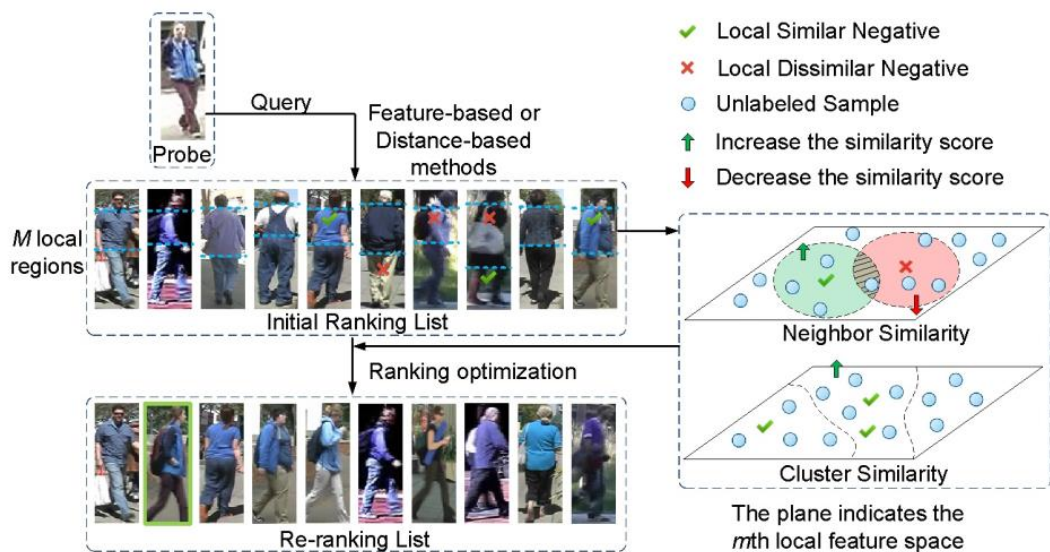 Probe
Query
Feature-based or
Distance-based
methods
M local
regions
Initial Ranking List
Ranking optimization
Re-ranking List
Local Similar Negative
Local Dissimilar Negative
Unlabeled Sample
Increase the similarity score
Decrease the similarity score
Neighbor Similarity
Cluster Similarity
The plane indicates the
mth local feature space